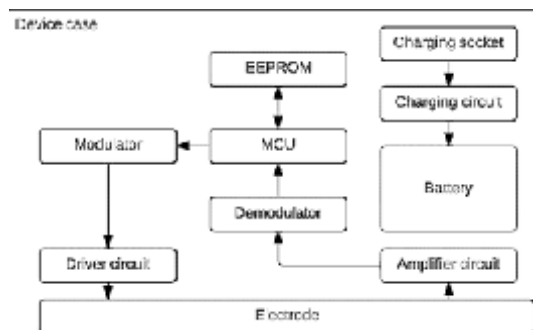 Device case
Charging socket
EEPROM
Charging circuit
Modulator
MCU
Battery
Demodulator
Driver circuit
Amplifier circuit
Electrode